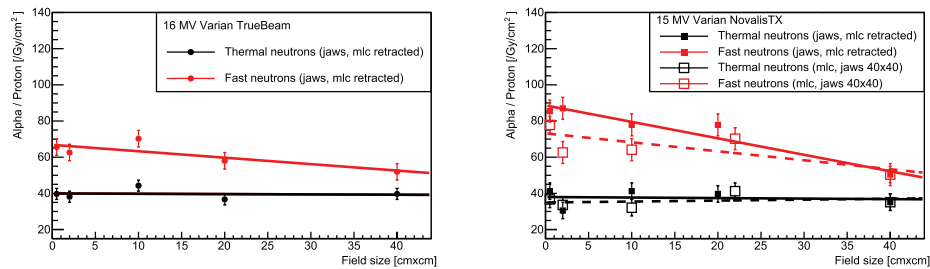 16 MV Varian TrueBeam
Thermal neutrons (jaws, mlc retracted)
Fast neutrons (jaws, mlc retracted)
Alpha / Proton [/Gy/cm²]
140
120
100
80
60
40
20
0 5 10 15 20 25 30 35 40
Field size [cmxcm]
15 MV Varian NovalisTX
Thermal neutrons (jaws, mlc retracted)
Fast neutrons (jaws, mlc retracted)
Thermal neutrons (mlc, jaws 40x40)
Fast neutrons (mlc, jaws 40x40)
Alpha / Proton [/Gy/cm²]
140
120
100
80
60
40
20
0 5 10 15 20 25 30 35 40
Field size [cmxcm]